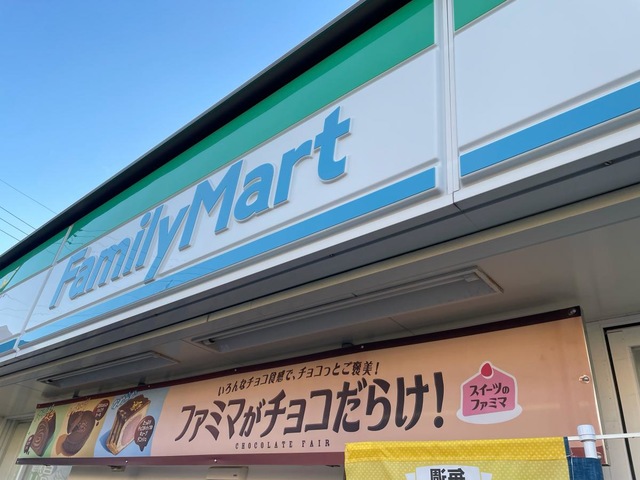 FamilyMart
いろんなチョコ食感で、チョコっとご褒美!
ファミマがチョコだらけ!
CHOCOLATE FAIR
スイーツの
ファミマ